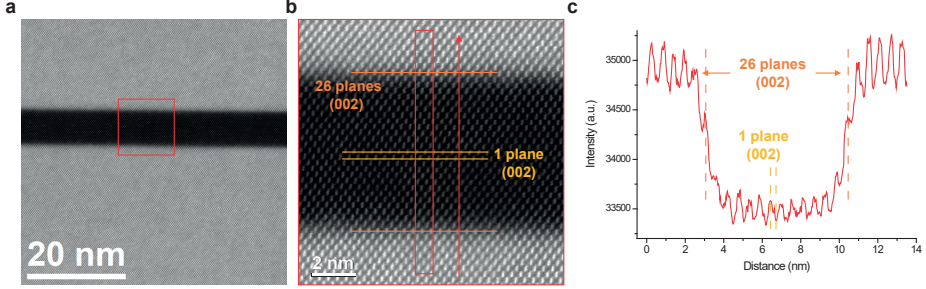 a
20 nm
b
26 planes
(002)
1 plane
(002)
2 nm
c
35000
34500
34000
33500
Intensity (a.u.)
26 planes
(002)
1 plane
(002)
0 2 4 6 8 10 12 14
Distance (nm)